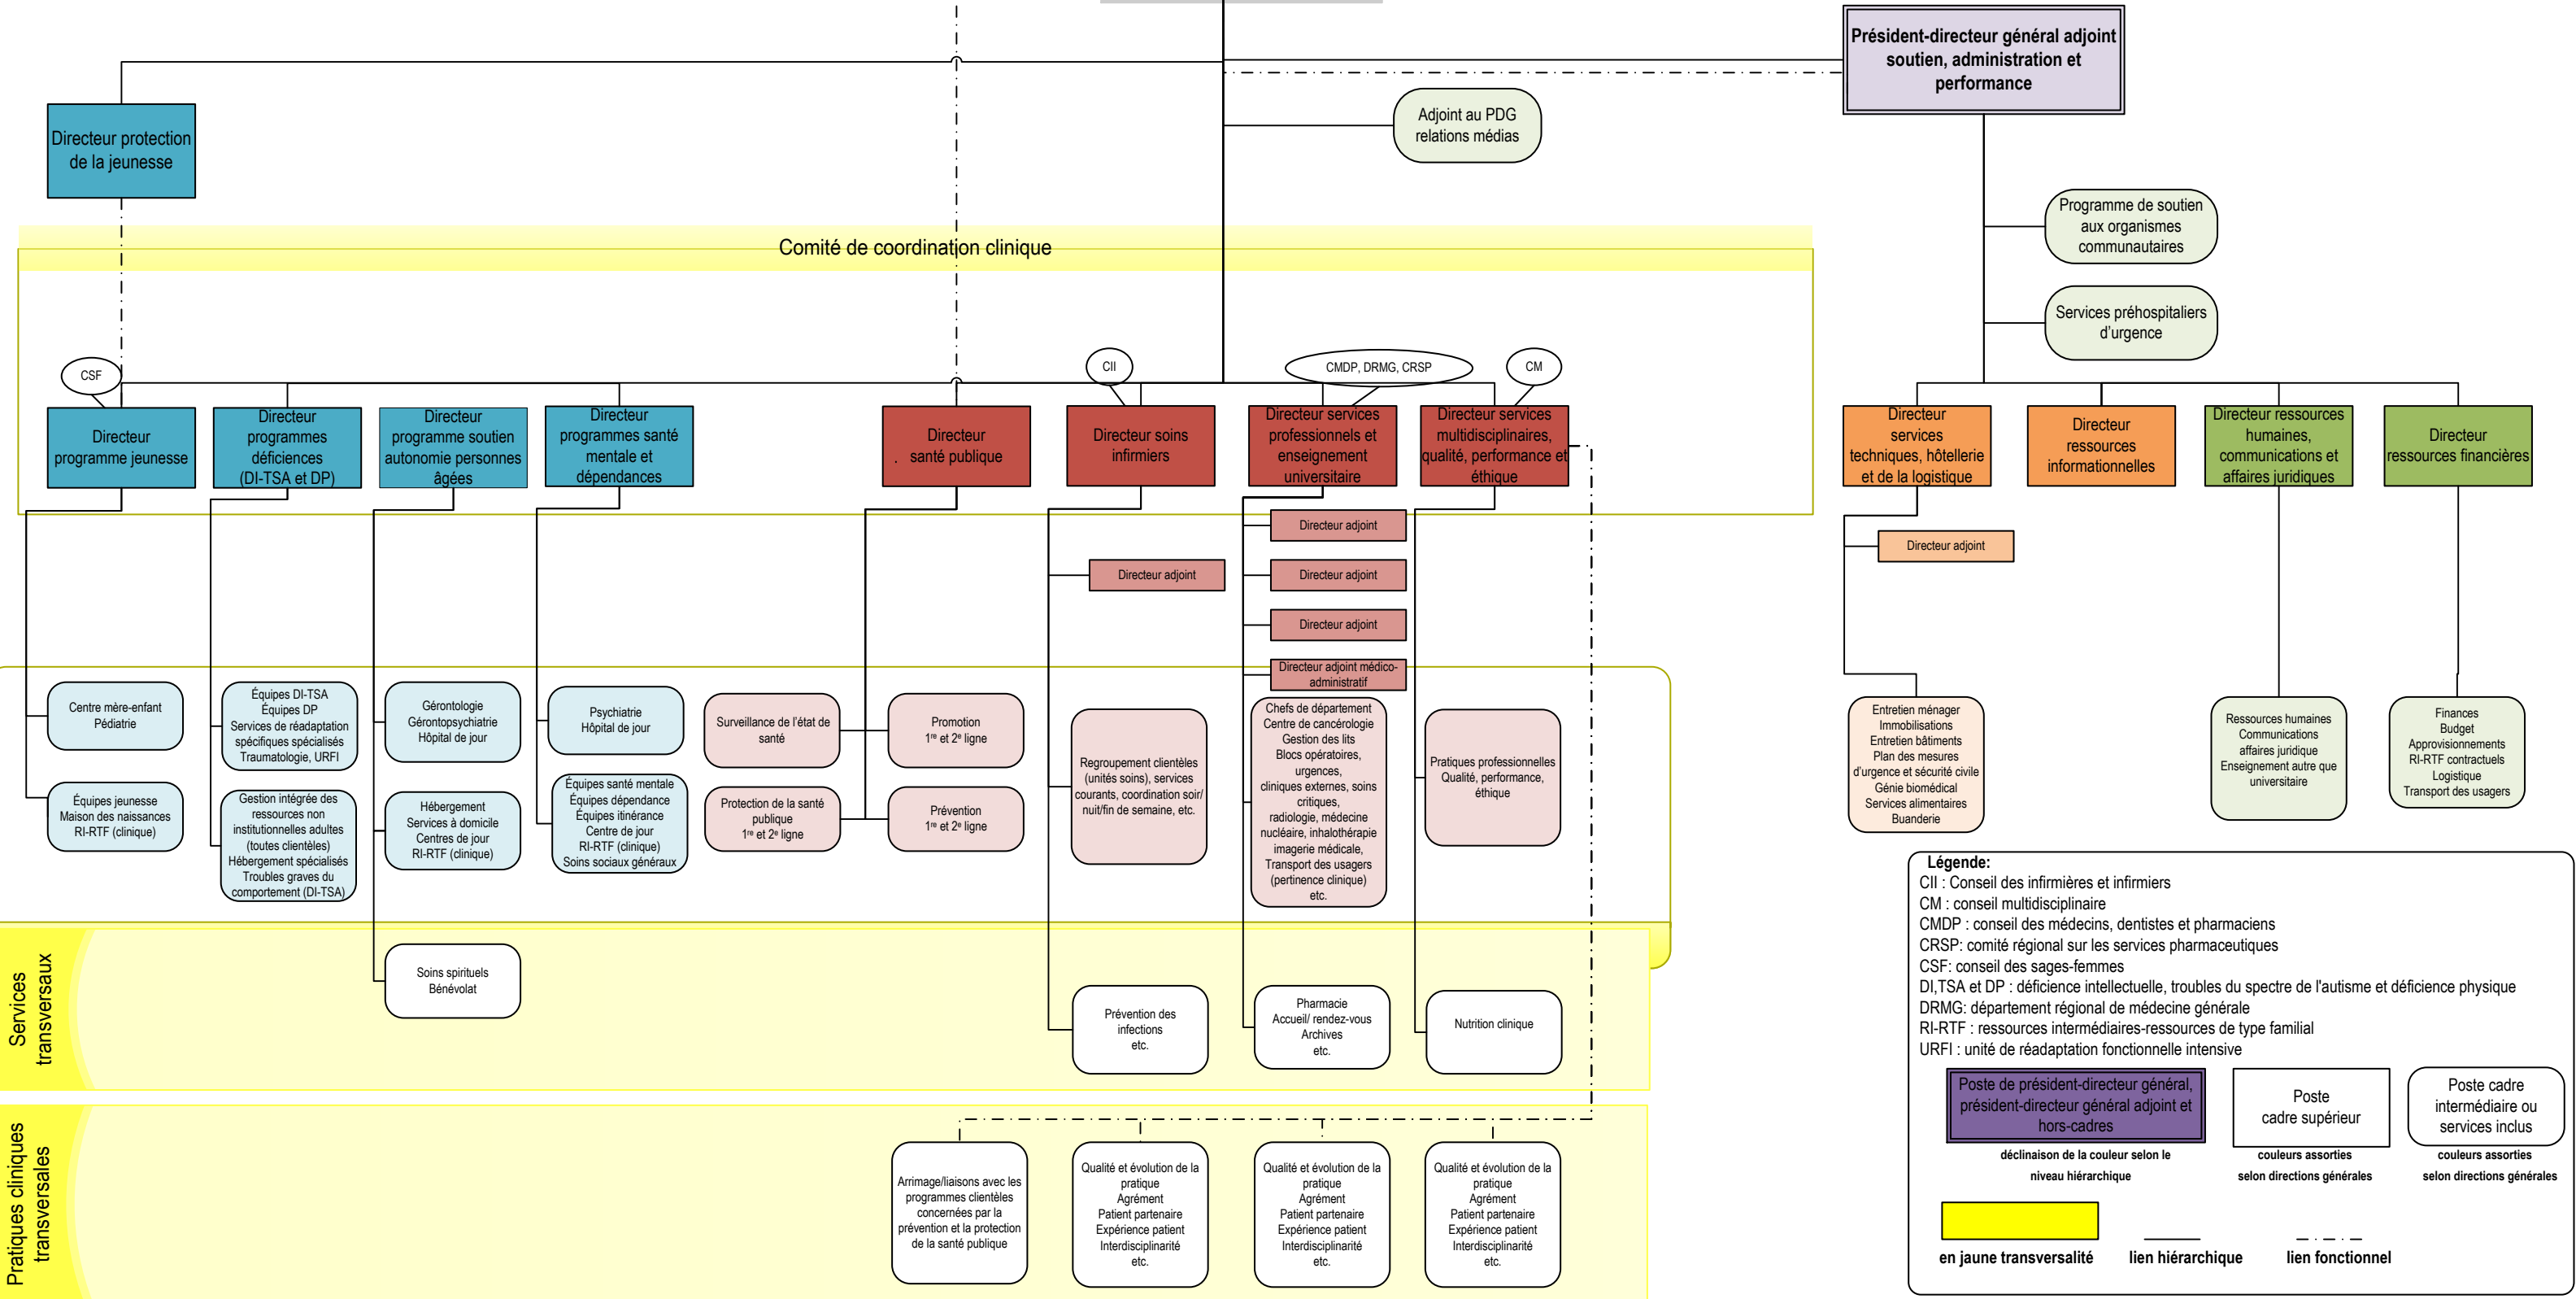 Président-directeur général adjoint
soutien, administration et
performance
Adjoint au PDG
relations médias
Directeur protection
de la jeunesse
Programme de soutien
aux organismes
communautaires
Comité de coordination clinique
Services préhospitaliers
d'urgence
CSF
CII
CMDP, DRMG, CRSP
CM
Directeur
programme jeunesse
Directeur
programmes
déficiences
(DI-TSA et DP)
Directeur
programme soutien
autonomie personnes
âgées
Directeur
programmes santé
mentale et
dépendances
Directeur
. santé publique
Directeur soins
infirmiers
Directeur services
professionnels et
enseignement
universitaire
Directeur services
multidisciplinaires,
qualité, performance et
éthique
Directeur
services
techniques, hôtellerie
et de la logistique
Directeur
ressources
informationnelles
Directeur ressources
humaines,
communications et
affaires juridiques
Directeur
ressources financières
Directeur adjoint
Directeur adjoint
Directeur adjoint
Directeur adjoint
Directeur adjoint
Directeur adjoint médico-
administratif
Centre mère-enfant
Pédiatrie
Équipes DI-TSA
Équipes DP
Services de réadaptation
spécifiques spécialisés
Traumatologie, URFI
Gérontologie
Gérontopsychiatrie
Hôpital de jour
Psychiatrie
Hôpital de jour
Surveillance de l'état de
santé
Promotion
1re et 2e ligne
Regroupement clientèles
(unités soins), services
courants, coordination soir/
nuit/fin de semaine, etc.
Chefs de département
Centre de cancérologie
Gestion des lits
Blocs opératoires,
urgences,
cliniques externes, soins
critiques,
radiologie, médecine
nucléaire, inhalothérapie
imagerie médicale,
Transport des usagers
(pertinence clinique)
etc.
Pratiques professionnelles
Qualité, performance,
éthique
Entretien ménager
Immobilisations
Entretien bâtiments
Plan des mesures
d'urgence et sécurité civile
Génie biomédical
Services alimentaires
Buanderie
Ressources humaines
Communications
affaires juridique
Enseignement autre que
universitaire
Finances
Budget
Approvisionnements
RI-RTF contractuels
Logistique
Transport des usagers
Équipes jeunesse
Maison des naissances
RI-RTF (clinique)
Gestion intégrée des
ressources non
institutionnelles adultes
(toutes clientèles)
Hébergement spécialisés
Troubles graves du
comportement (DI-TSA)
Hébergement
Services à domicile
Centres de jour
RI-RTF (clinique)
Équipes santé mentale
Équipes dépendance
Équipes itinérance
Centre de jour
RI-RTF (clinique)
Soins sociaux généraux
Protection de la santé
publique
1re et 2e ligne
Prévention
1re et 2e ligne
Services
transversaux
Soins spirituels
Bénévolat
Prévention des
infections
etc.
Pharmacie
Accueil/ rendez-vous
Archives
etc.
Nutrition clinique
Pratiques cliniques
transversales
Arrimage/liaisons avec les
programmes clientèles
concernées par la
prévention et la protection
de la santé publique
Qualité et évolution de la
pratique
Agrément
Patient partenaire
Expérience patient
Interdisciplinarité
etc.
Qualité et évolution de la
pratique
Agrément
Patient partenaire
Expérience patient
Interdisciplinarité
etc.
Qualité et évolution de la
pratique
Agrément
Patient partenaire
Expérience patient
Interdisciplinarité
etc.
Légende:
CII : Conseil des infirmières et infirmiers
CM : conseil multidisciplinaire
CMDP : conseil des médecins, dentistes et pharmaciens
CRSP: comité régional sur les services pharmaceutiques
CSF: conseil des sages-femmes
DI,TSA et DP : déficience intellectuelle, troubles du spectre de l'autisme et déficience physique
DRMG: département régional de médecine générale
RI-RTF : ressources intermédiaires-ressources de type familial
URFI : unité de réadaptation fonctionnelle intensive
Poste de président-directeur général,
président-directeur général adjoint et
hors-cadres
Poste
cadre supérieur
Poste cadre
intermédiaire ou
services inclus
déclinaison de la couleur selon le
niveau hiérarchique
couleurs assorties
selon directions générales
couleurs assorties
selon directions générales
en jaune transversalité
lien hiérarchique
lien fonctionnel